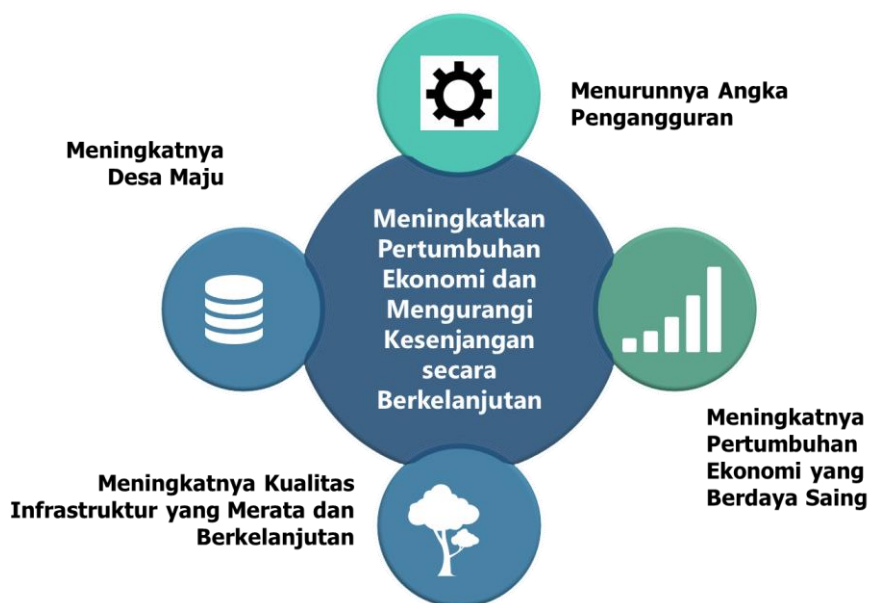 Menurunnya Angka
Pengangguran
Meningkatnya
Desa Maju
Meningkatkan
Pertumbuhan
Ekonomi dan
Mengurangi
Kesenjangan
secara
Berkelanjutan
Meningkatnya
Pertumbuhan
Ekonomi yang
Berdaya Saing
Meningkatnya Kualitas
Infrastruktur yang Merata dan
Berkelanjutan